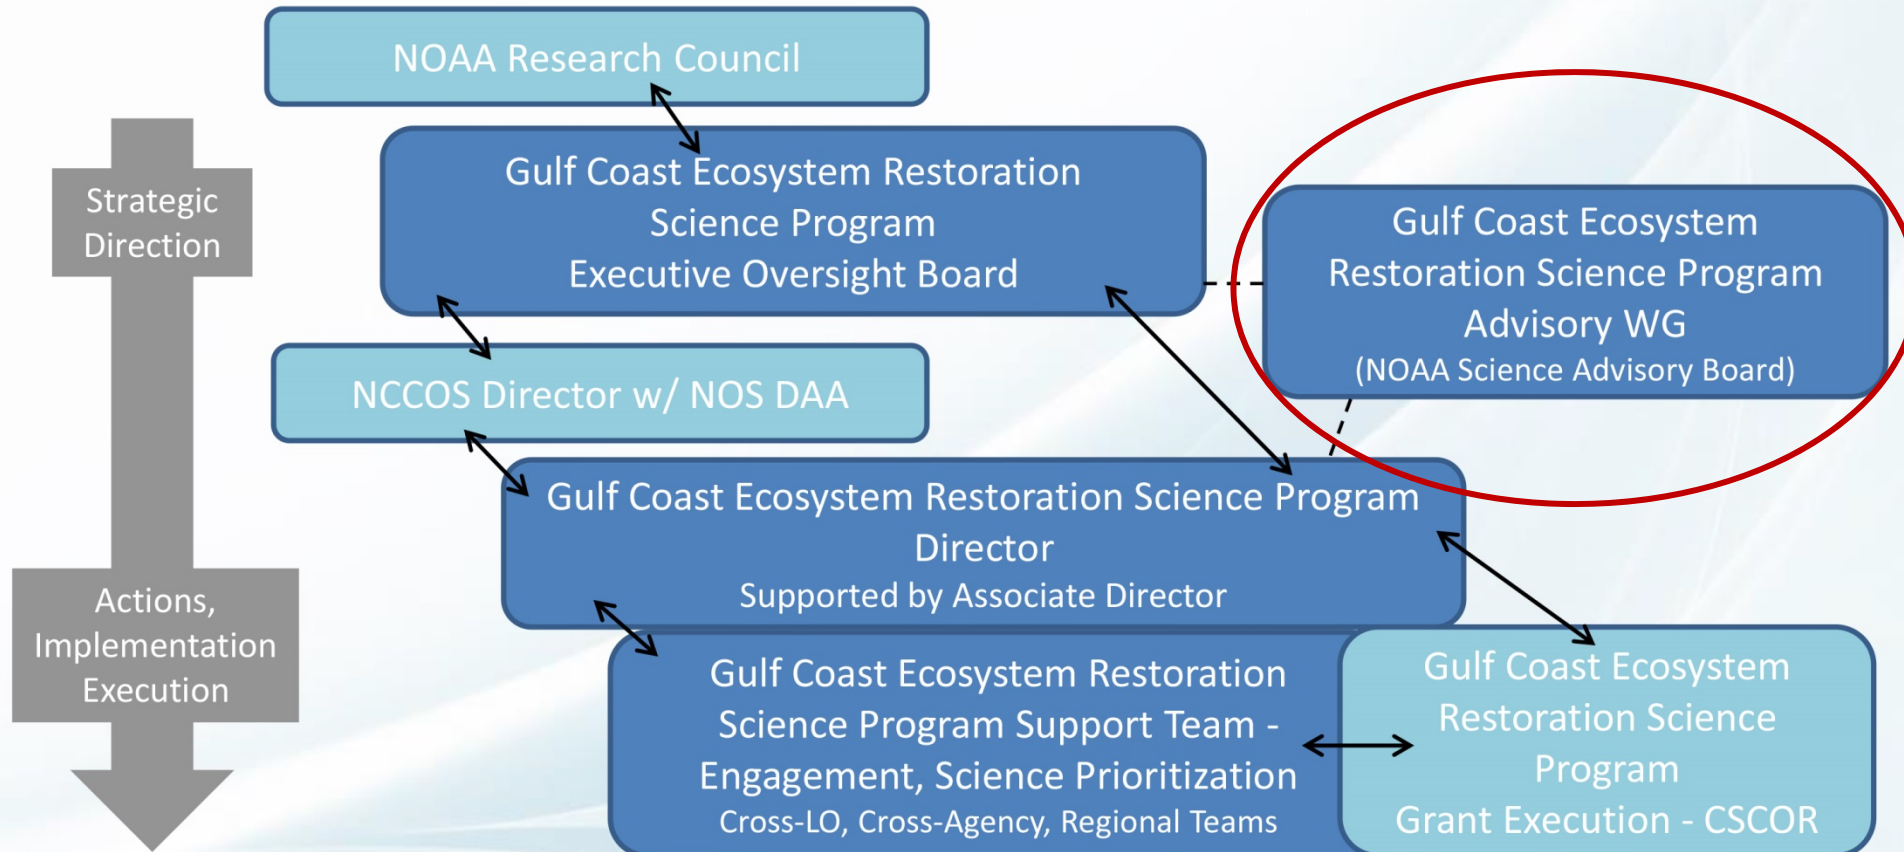 NOAA Research Council
Strategic
Direction
Gulf Coast Ecosystem Restoration
Science Program
Executive Oversight Board
Gulf Coast Ecosystem
Restoration Science Program
Advisory WG
(NOAA Science Advisory Board)
NCCOS Director w/ NOS DAA
Gulf Coast Ecosystem Restoration Science Program
Director
Supported by Associate Director
Actions,
Implementation
Execution
Gulf Coast Ecosystem Restoration
Science Program Support Team -
Engagement, Science Prioritization
Cross-LO, Cross-Agency, Regional Teams
Gulf Coast Ecosystem
Restoration Science
Program
Grant Execution - CSCOR